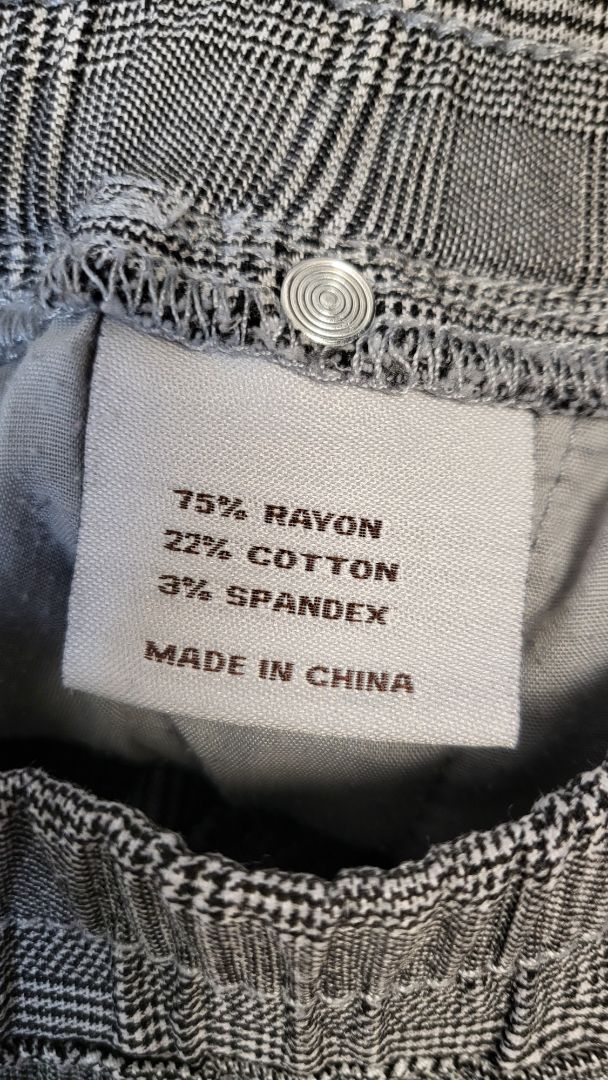 75% RAYON
22% COTTON
3% SPANDEX
MADE IN CHINA